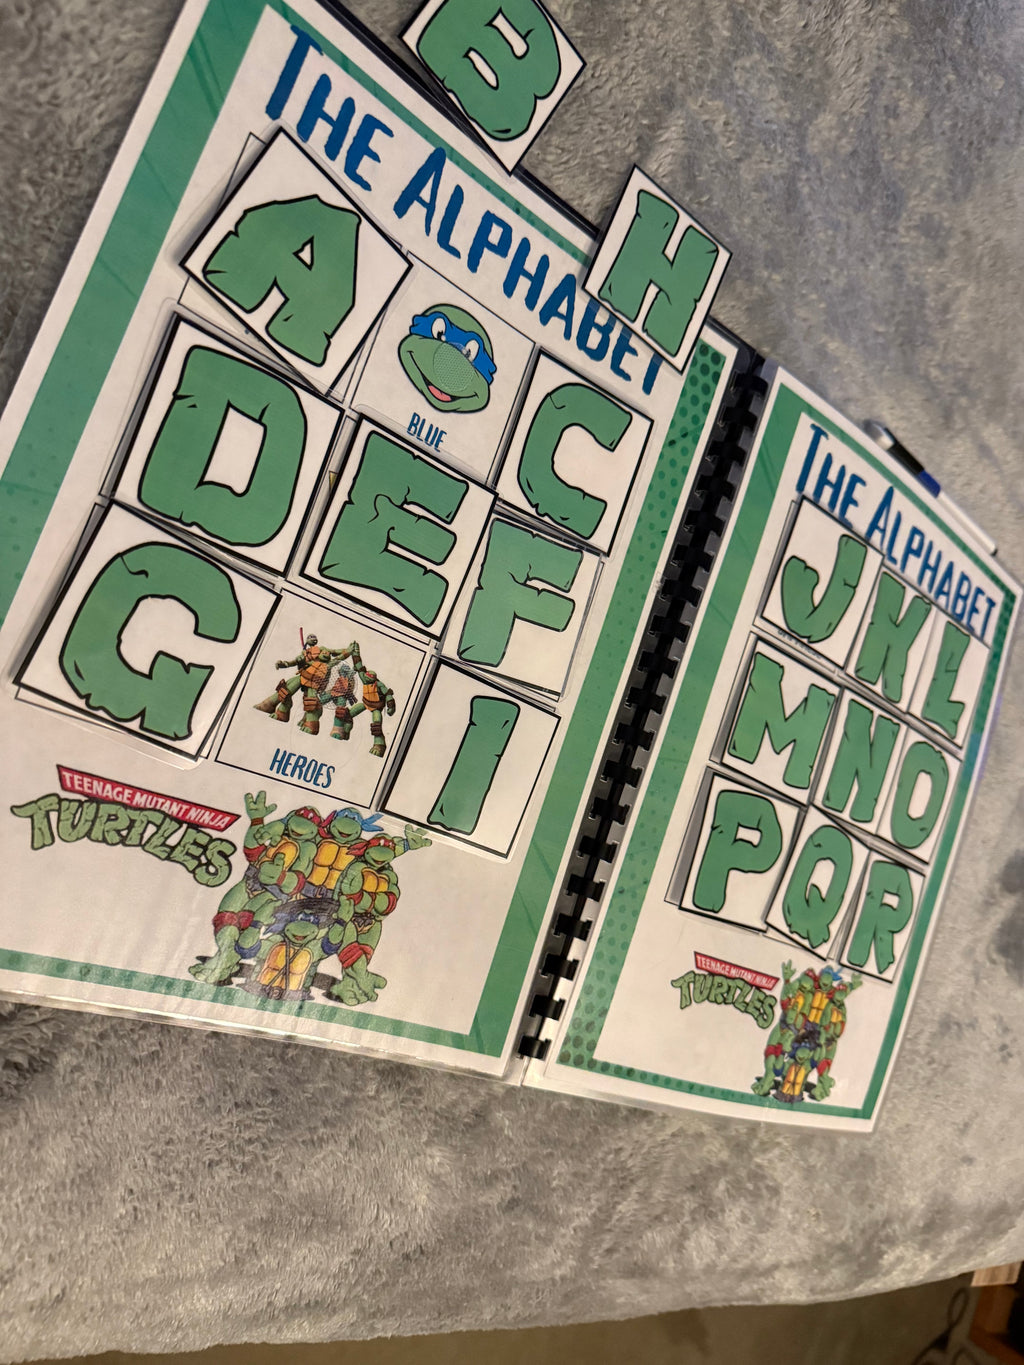 B
H
THE ALPHABET
A
BLUE
C
D
E
F
G
HEROES
I
TEENAGE MUTANT NINJA
TURTLES
THE ALPHABET
J
K
L
M
N
O
P
Q
R
TEENAGE MUTANT NINJA
TURTLES